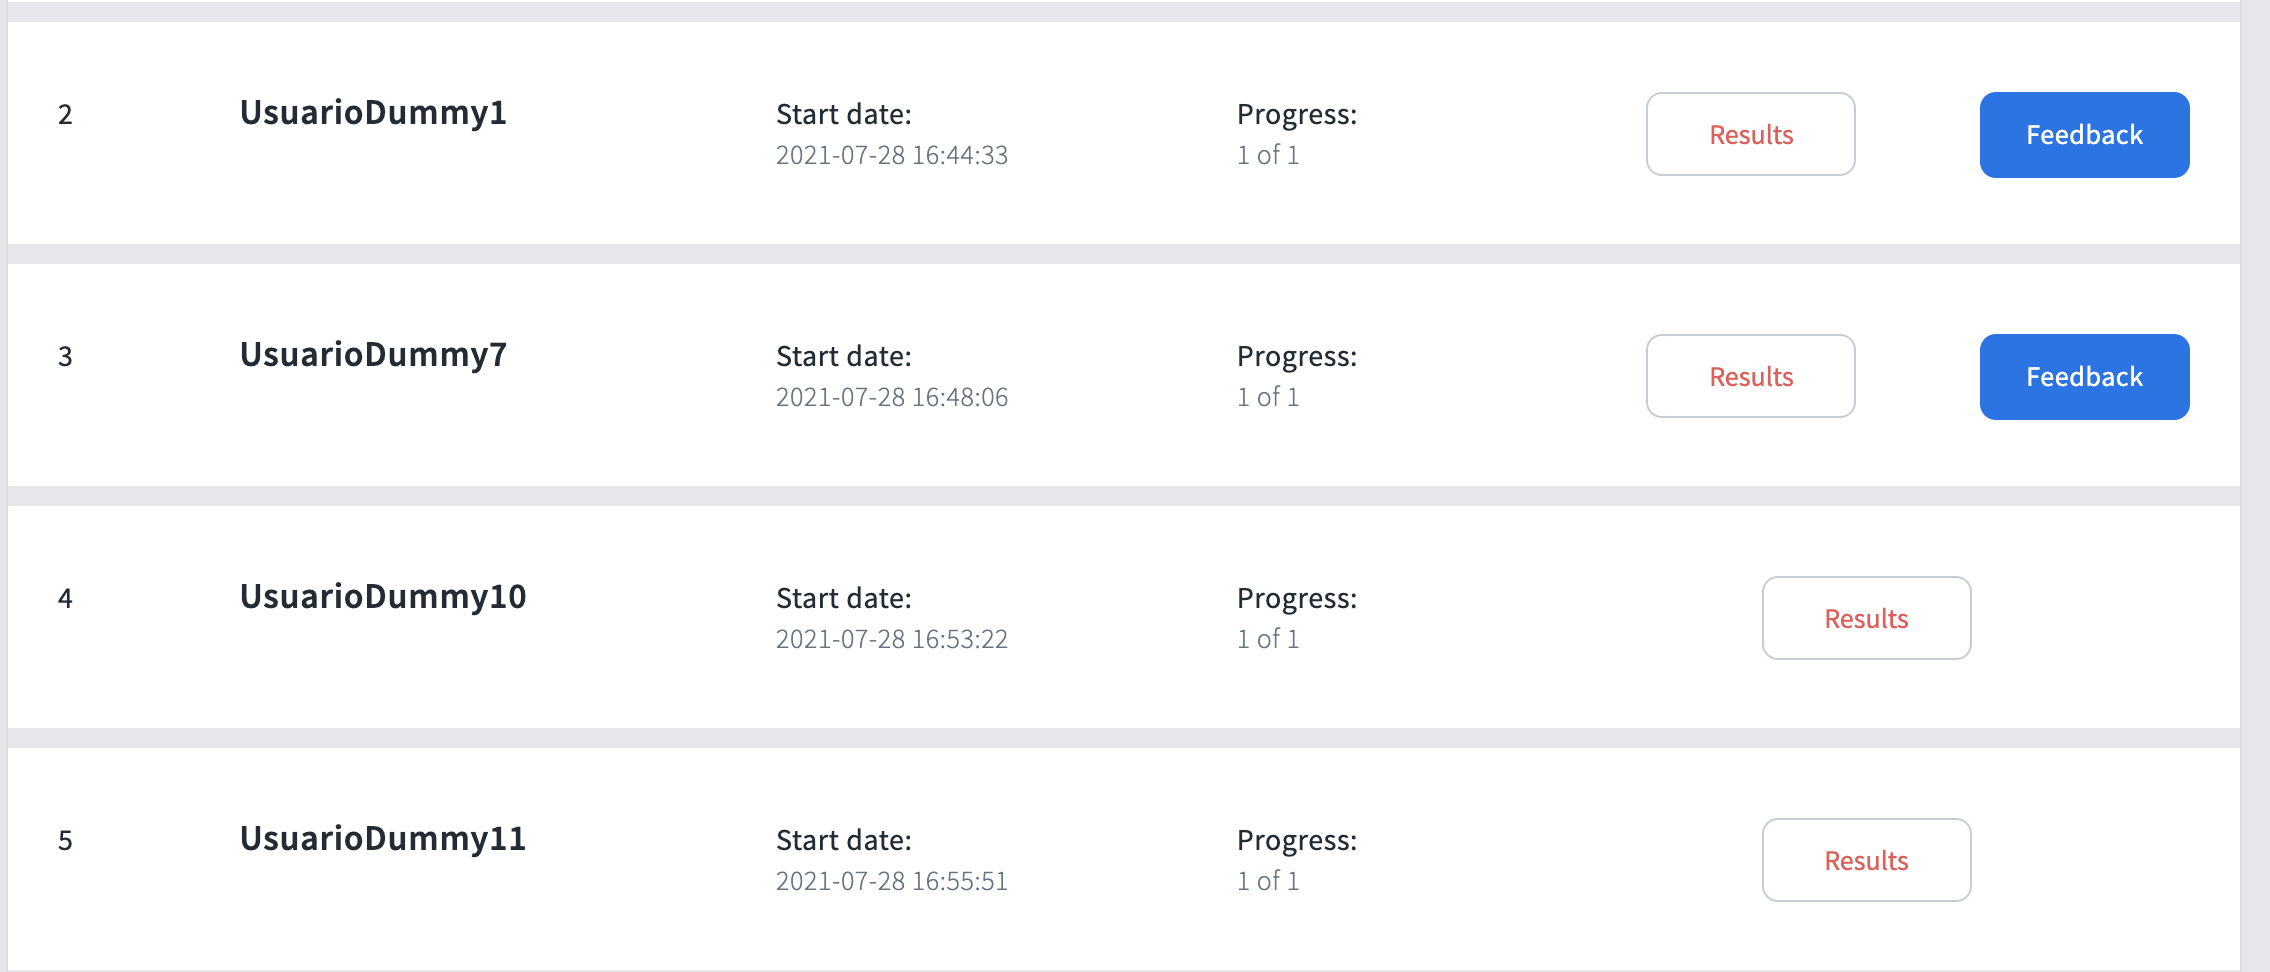 2
UsuarioDummy1
Start date:
2021-07-28 16:44:33
Progress:
1 of 1
Results
Feedback
3
UsuarioDummy7
Start date:
2021-07-28 16:48:06
Progress:
1 of 1
Results
Feedback
4
UsuarioDummy10
Start date:
2021-07-28 16:53:22
Progress:
1 of 1
Results
5
UsuarioDummy11
Start date:
2021-07-28 16:55:51
Progress:
1 of 1
Results